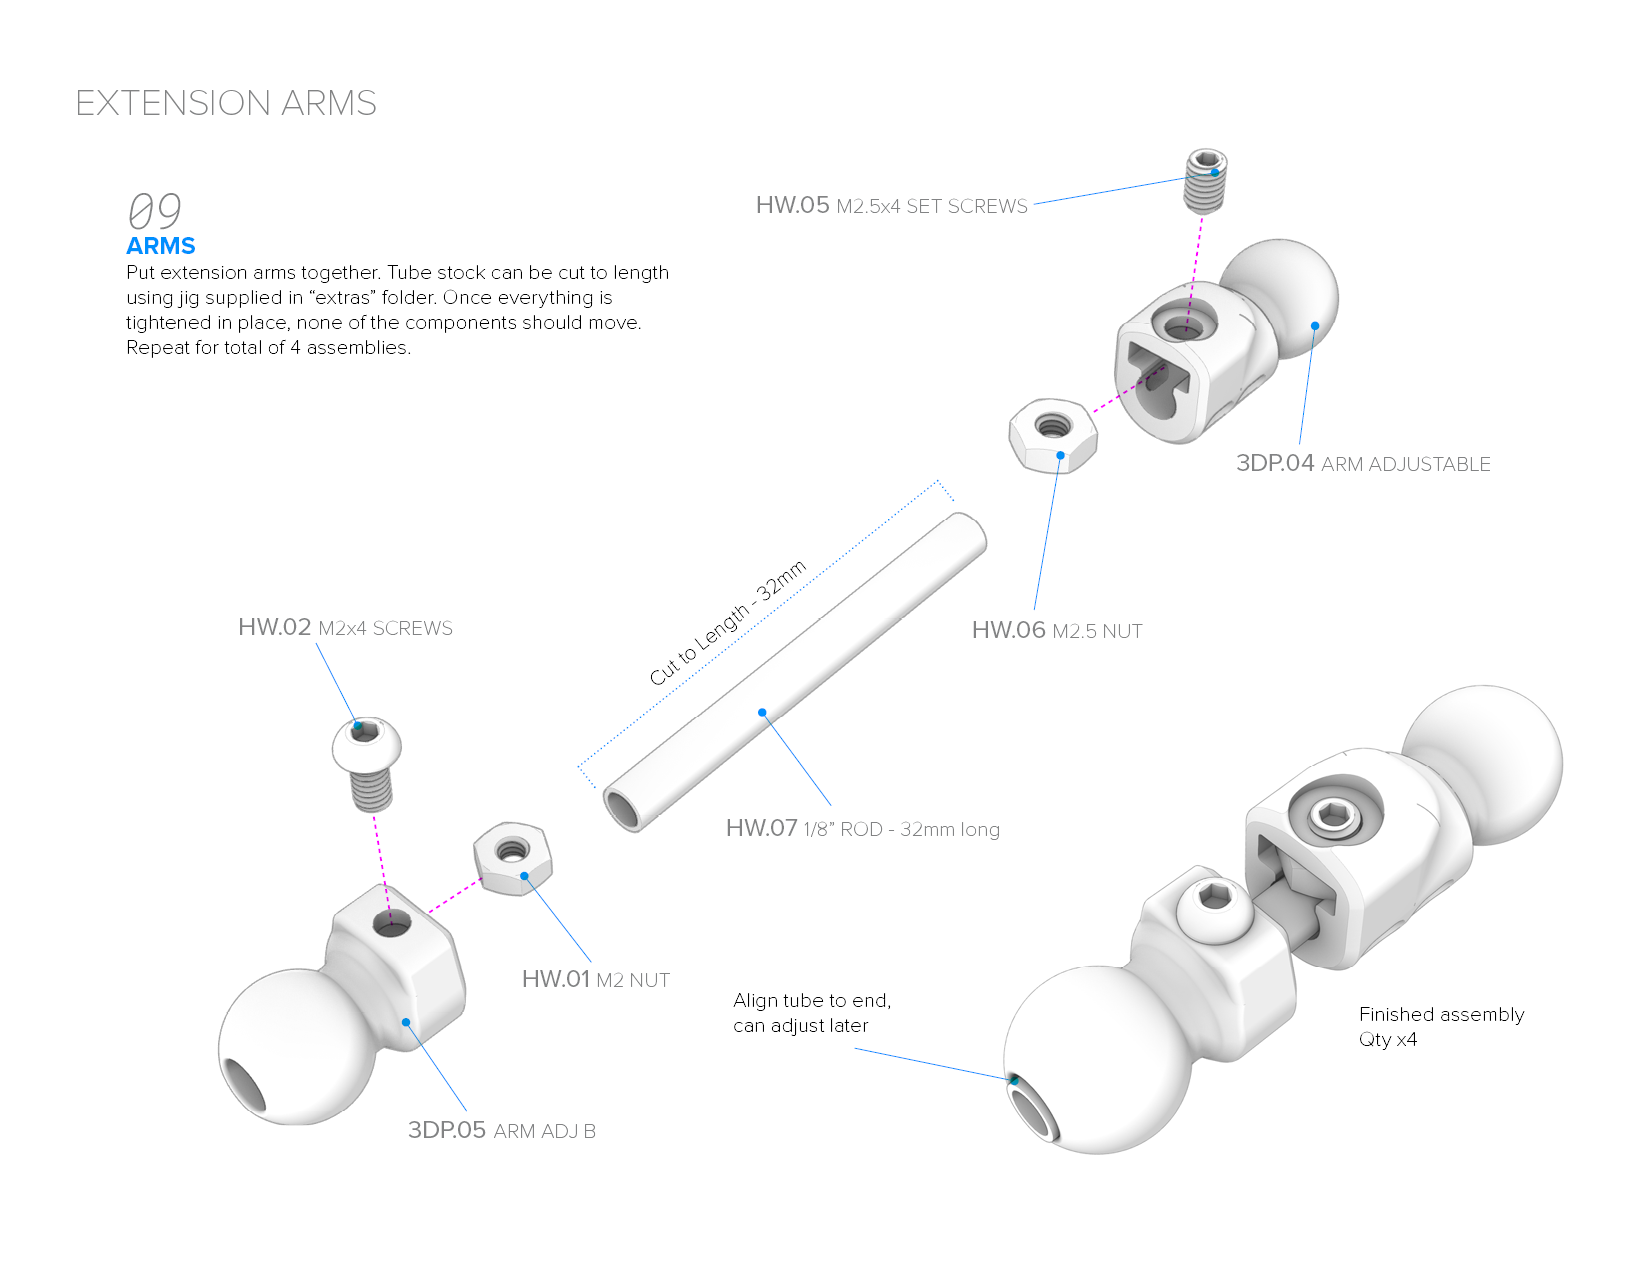 EXTENSION ARMS
09
ARMS
Put extension arms together. Tube stock can be cut to length
using jig supplied in “extras” folder. Once everything is
tightened in place, none of the components should move.
Repeat for total of 4 assemblies.
HW.05 M2.5x4 SET SCREWS
3DP.04 ARM ADJUSTABLE
Cut to Length - 32mm
HW.02 M2x4 SCREWS
HW.06 M2.5 NUT
HW.07 1/8” ROD - 32mm long
HW.01 M2 NUT
Align tube to end,
can adjust later
Finished assembly
Qty x4
3DP.05 ARM ADJ B